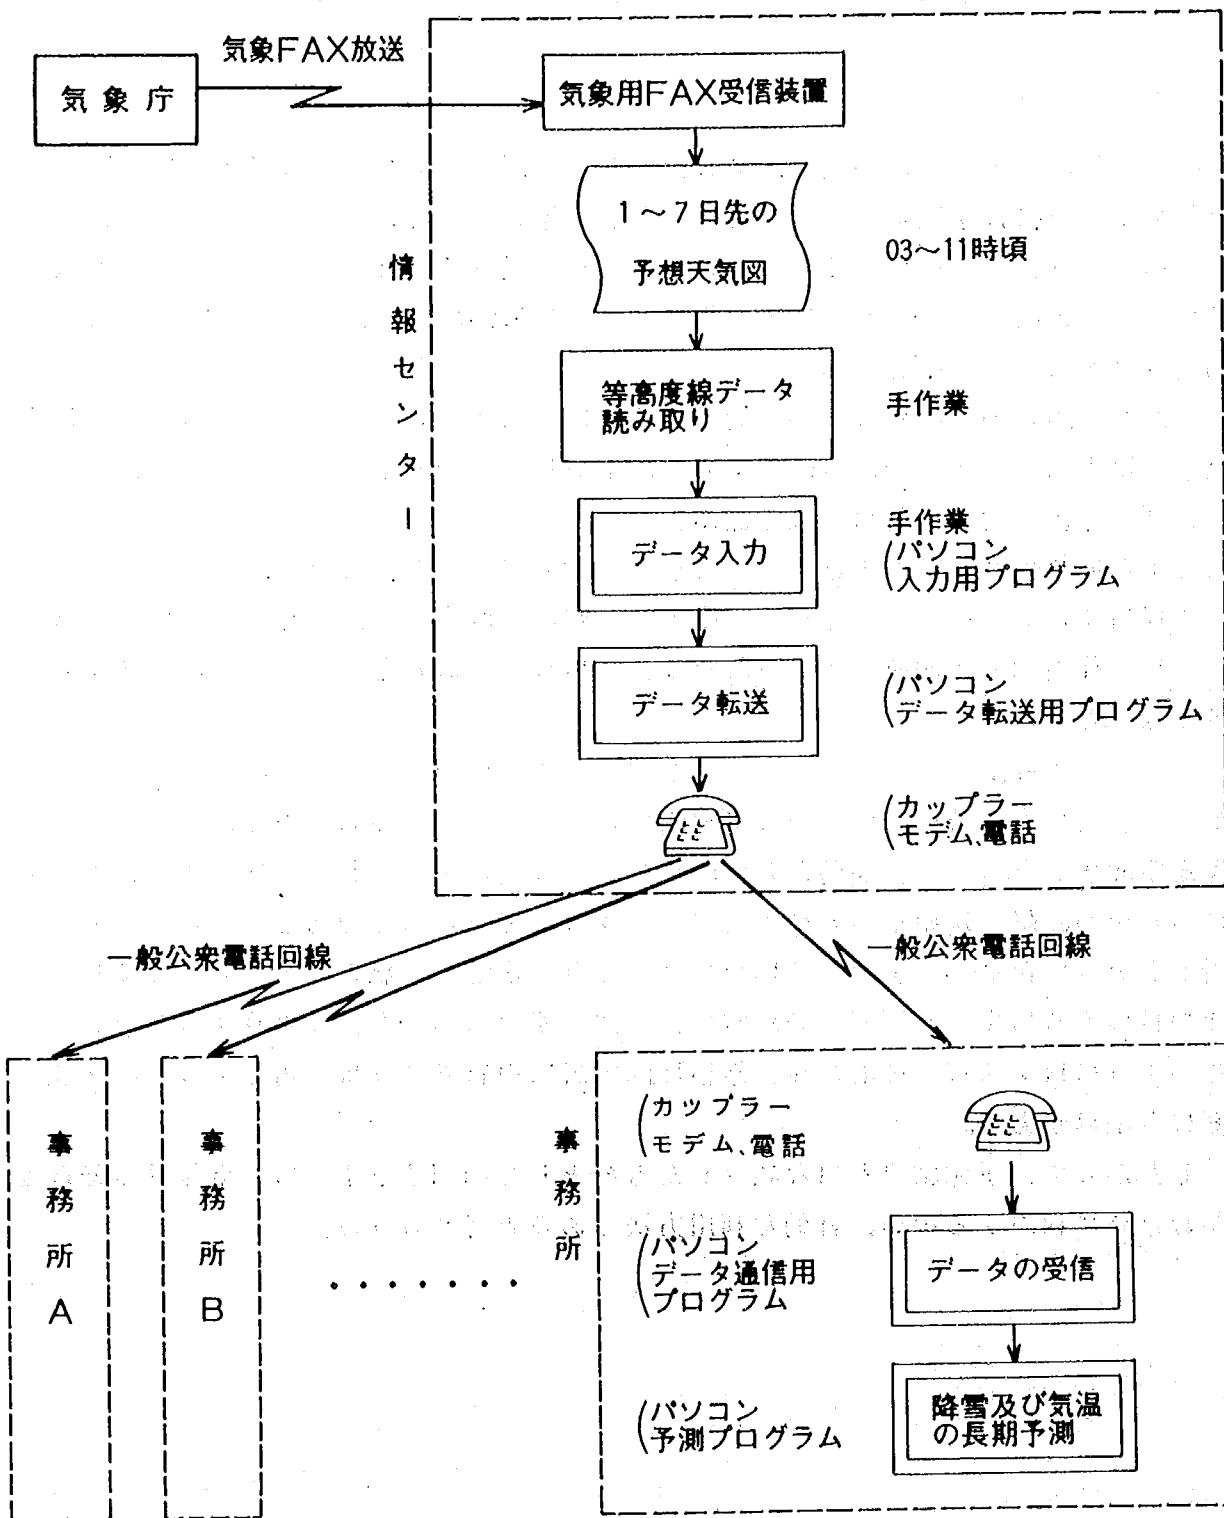 気象FAX放送
気象庁
気象用FAX受信装置
1～7日先の
予想天気図
03～11時頃
情報センター
等高度線データ
読み取り
手作業
データ入力
手作業
(パソコン
入力用プログラム
データ転送
(パソコン
データ転送用プログラム
(カップラー
モデム、電話
一般公衆電話回線
一般公衆電話回線
事務所A
事務所B
・・・・・・・
事務所
(カップラー
モデム、電話
(パソコン
データ通信用
プログラム
データの受信
(パソコン
予測プログラム
降雪及び気温
の長期予測